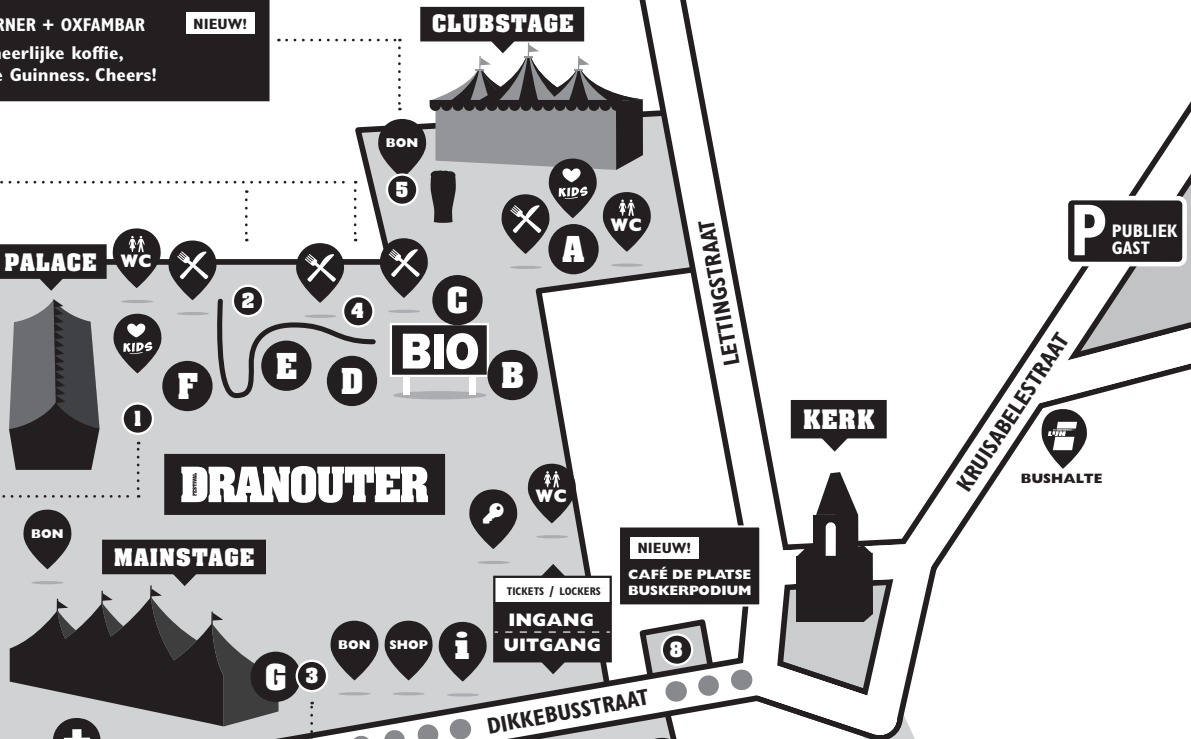 RNER + OXFAMBAR
NIEUW!
heerlijke koffie,
e Guinness. Cheers!
CLUBSTAGE
BON
5
KIDS
WC
A
LETTINGSTRAAT
P PUBLIEK
GAST
PALACE
WC
2
4
C
KIDS
BIO
F
E
D
B
1
KRUISABELESTRAAT
KERK
LIJN
BUSHALTE
FESTIVAL
DRANOUTER
WC
BON
MAINSTAGE
NIEUW!
CAFÉ DE PLATSE
BUSKERPODIUM
TICKETS / LOCKERS
INGANG
UITGANG
BON
SHOP
i
8
G
3
DIKKEBUSSTRAAT